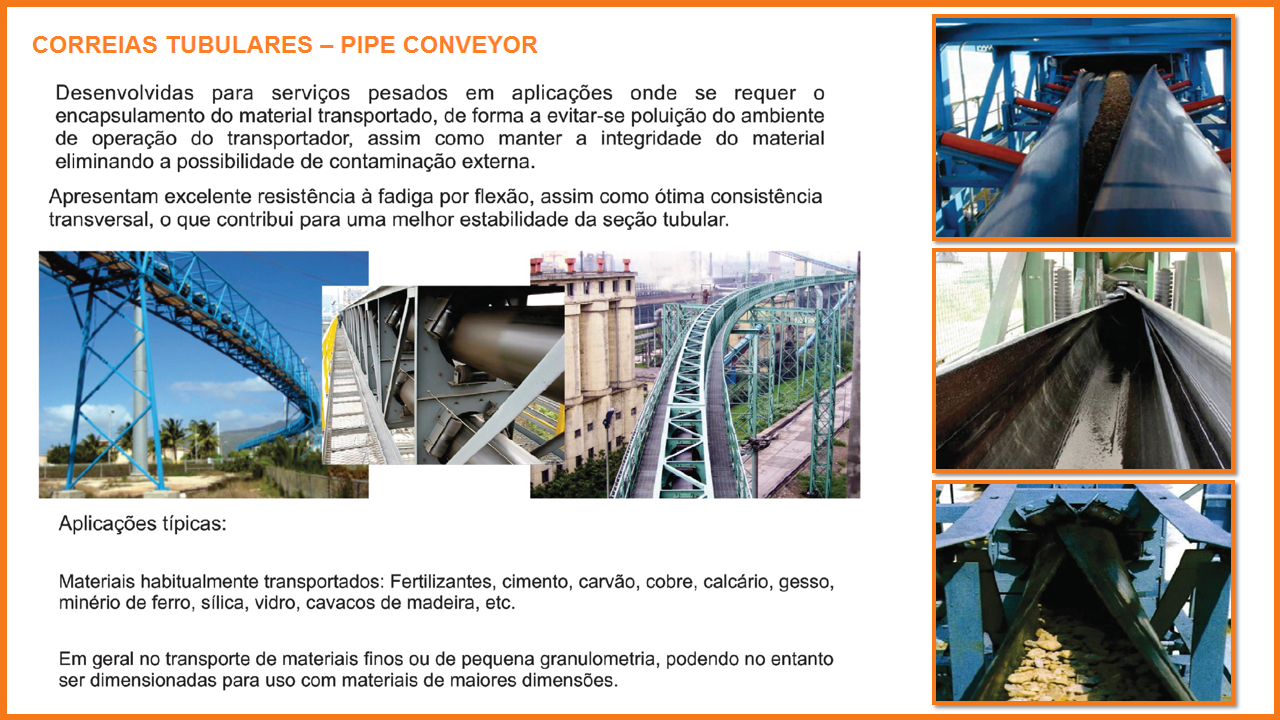 CORREIAS TUBULARES – PIPE CONVEYOR
Desenvolvidas para serviços pesados em aplicações onde se requer o
encapsulamento do material transportado, de forma a evitar-se poluição do ambiente
de operação do transportador, assim como manter a integridade do material
eliminando a possibilidade de contaminação externa.
Apresentam excelente resistência à fadiga por flexão, assim como ótima consistência
transversal, o que contribui para uma melhor estabilidade da seção tubular.
Aplicações típicas:
Materiais habitualmente transportados: Fertilizantes, cimento, carvão, cobre, calcário, gesso,
minério de ferro, sílica, vidro, cavacos de madeira, etc.
Em geral no transporte de materiais finos ou de pequena granulometria, podendo no entanto
ser dimensionadas para uso com materiais de maiores dimensões.